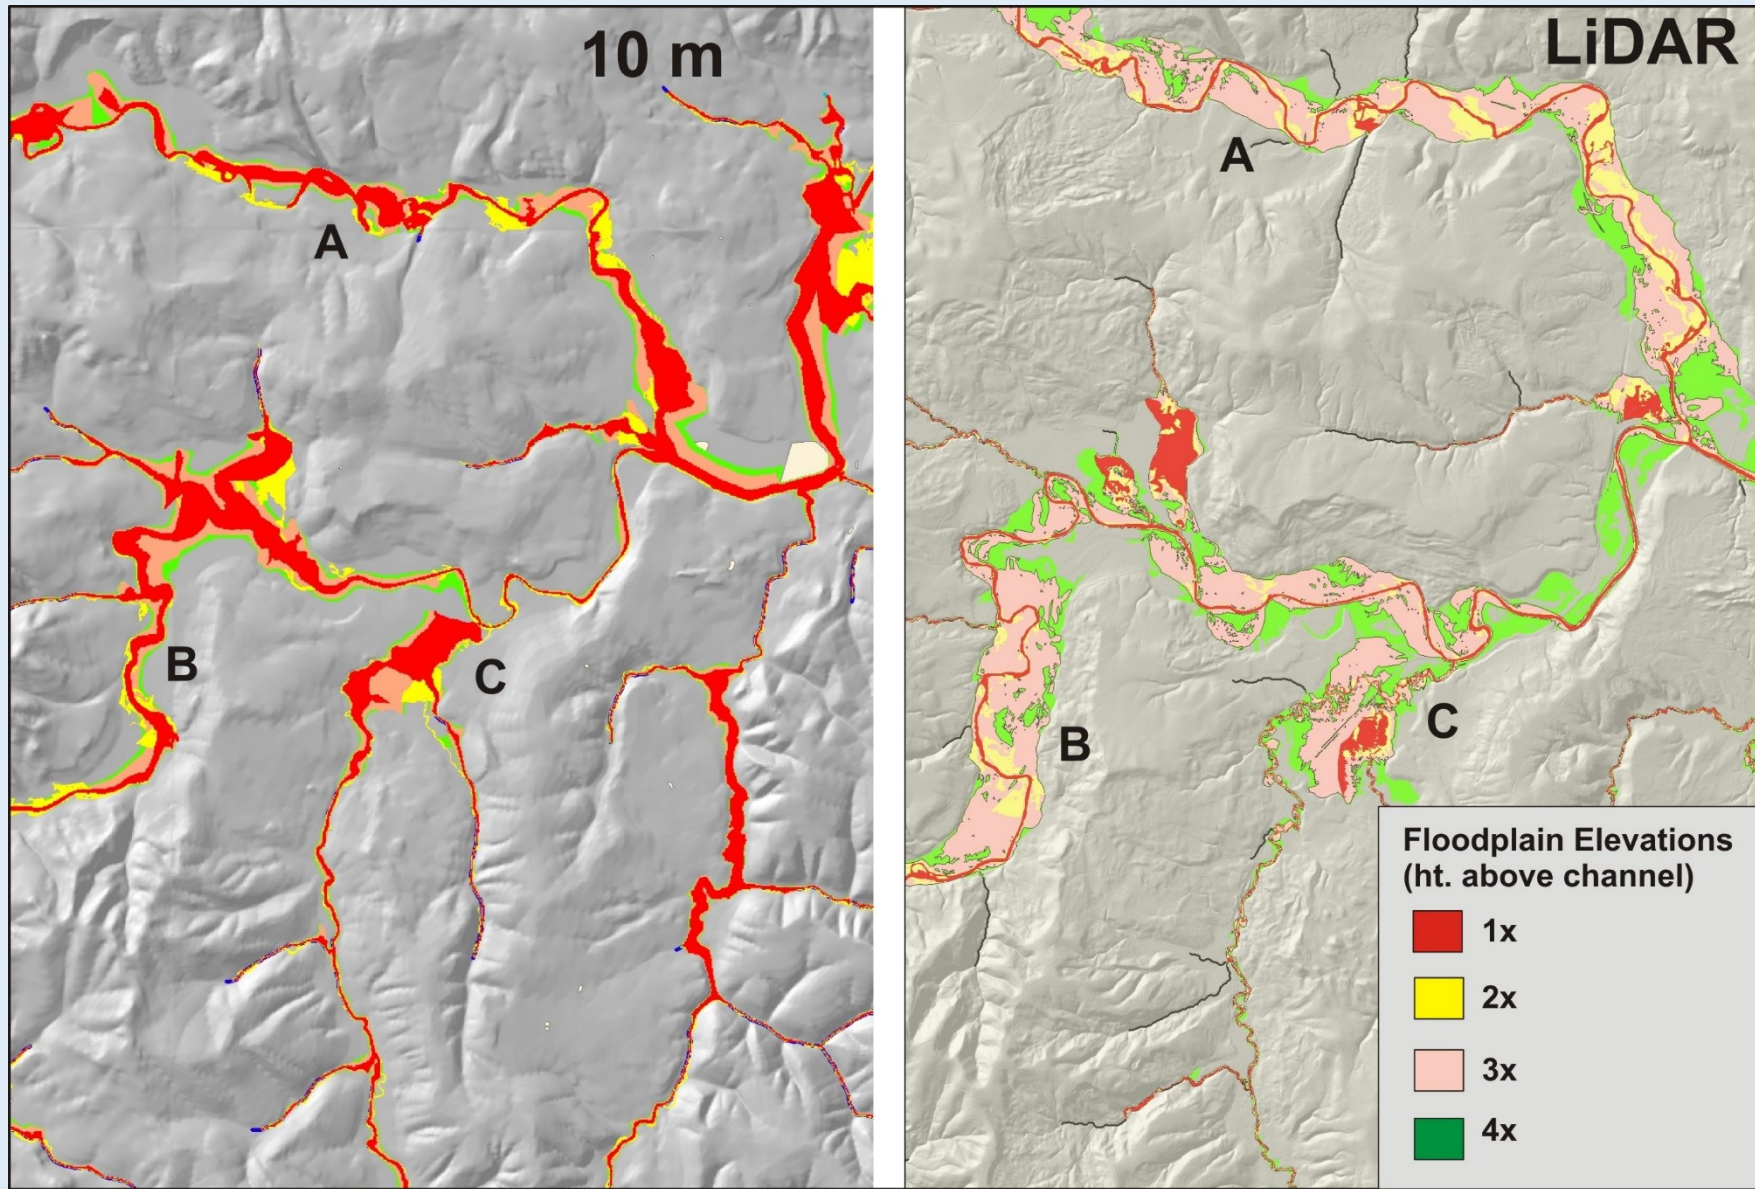 10 m
A
B
C
LiDAR
A
B
C
Floodplain Elevations
(ht. above channel)
1x
2x
3x
4x